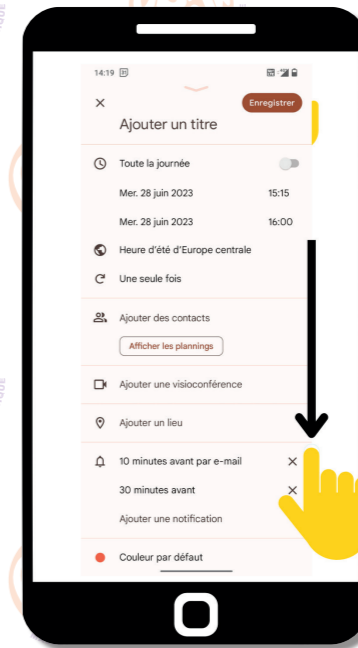 14:19 31
Enregistrer
Ajouter un titre
Toute la journée
Mer. 28 juin 2023 15:15
Mer. 28 juin 2023 16:00
Heure d'été d'Europe centrale
Une seule fois
Ajouter des contacts
Afficher les plannings
Ajouter une visioconférence
Ajouter un lieu
10 minutes avant par e-mail
30 minutes avant
Ajouter une notification
Couleur par défaut